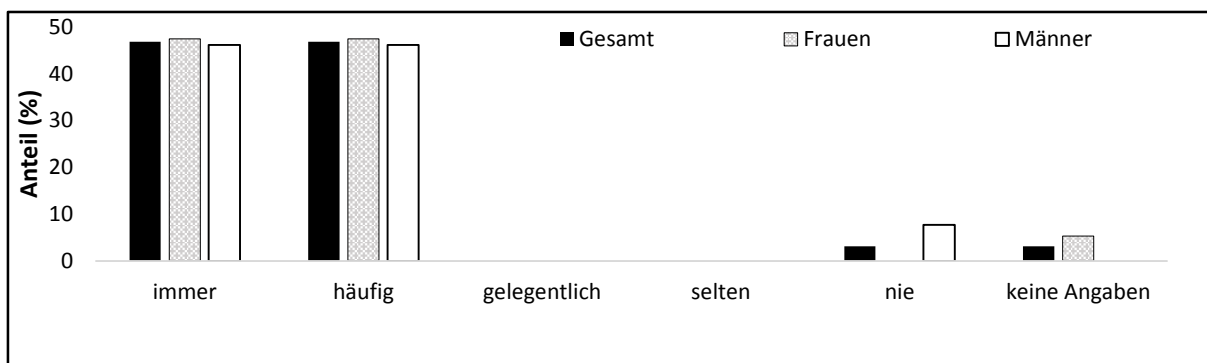 50
40
30
20
10
0
Anteil (%)
Gesamt Frauen Männer
immer häufig gelegentlich selten nie keine Angaben